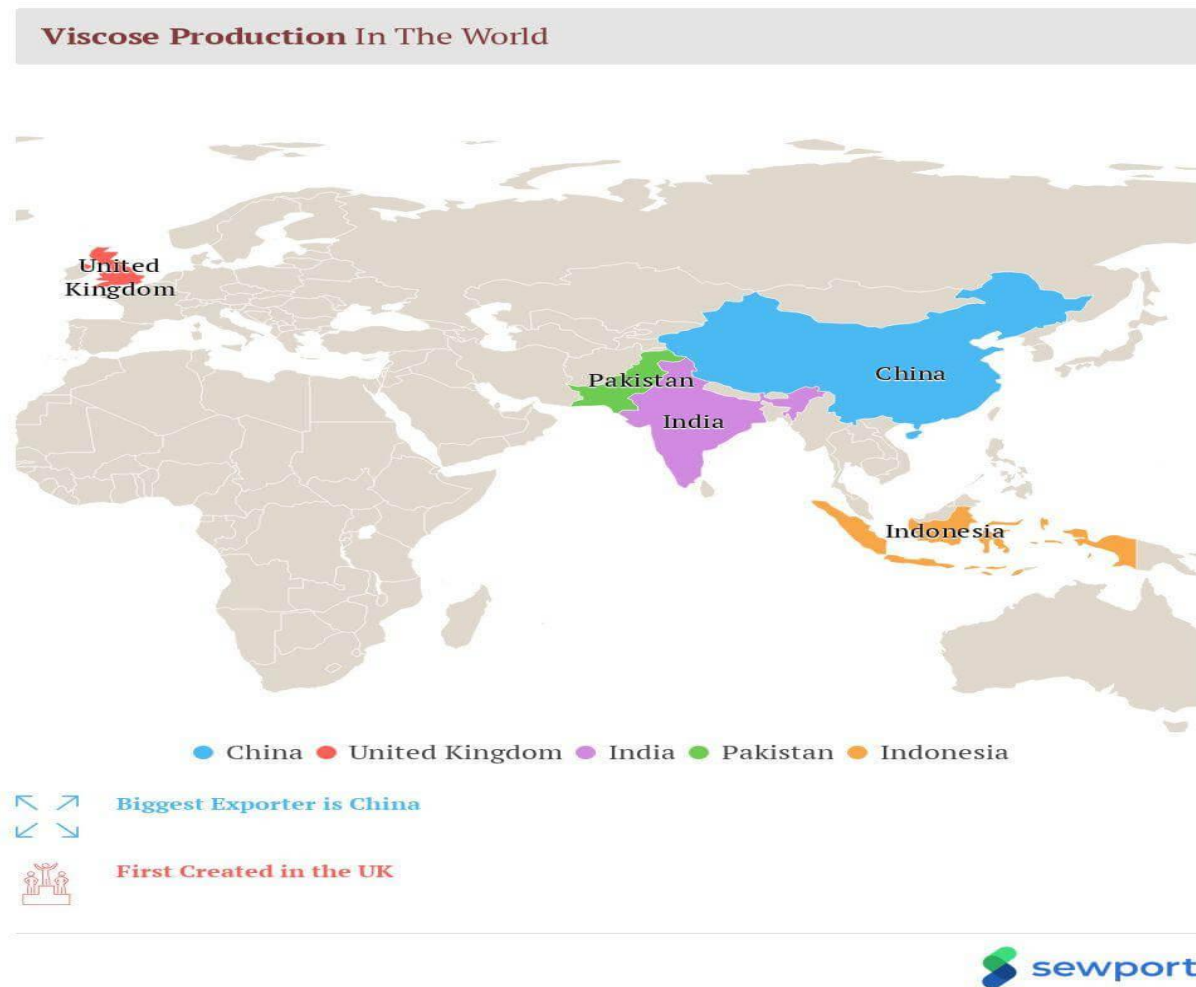 Viscose Production In The World
United
Kingdom
China
Pakistan
India
Indonesia
China United Kingdom India Pakistan Indonesia
Biggest Exporter is China
First Created in the UK
sewport